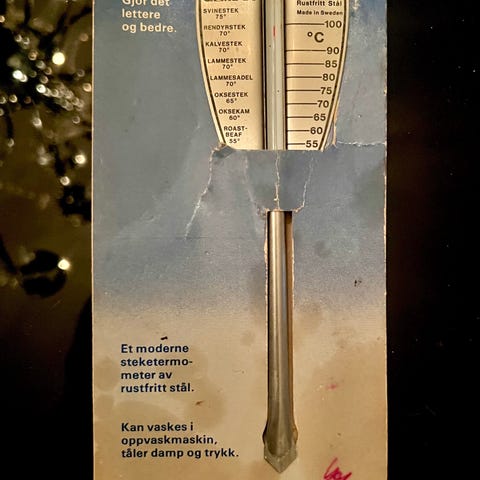 Gjør det
lettere
og bedre.
SVINESTEK
75°
RENDYRSTEK
70°
KALVESTEK
70°
LAMMESTEK
70°
LAMMESADEL
70°
OKSESTEK
65°
OKSEKAM
60°
ROAST-
BEAF
55°
Rustfritt Stål
Made in Sweden
100
°C
90
85
80
75
70
65
60
55
Et moderne
steketermo-
meter av
rustfritt stål.
Kan vaskes i
oppvaskmaskin,
tåler damp og trykk.